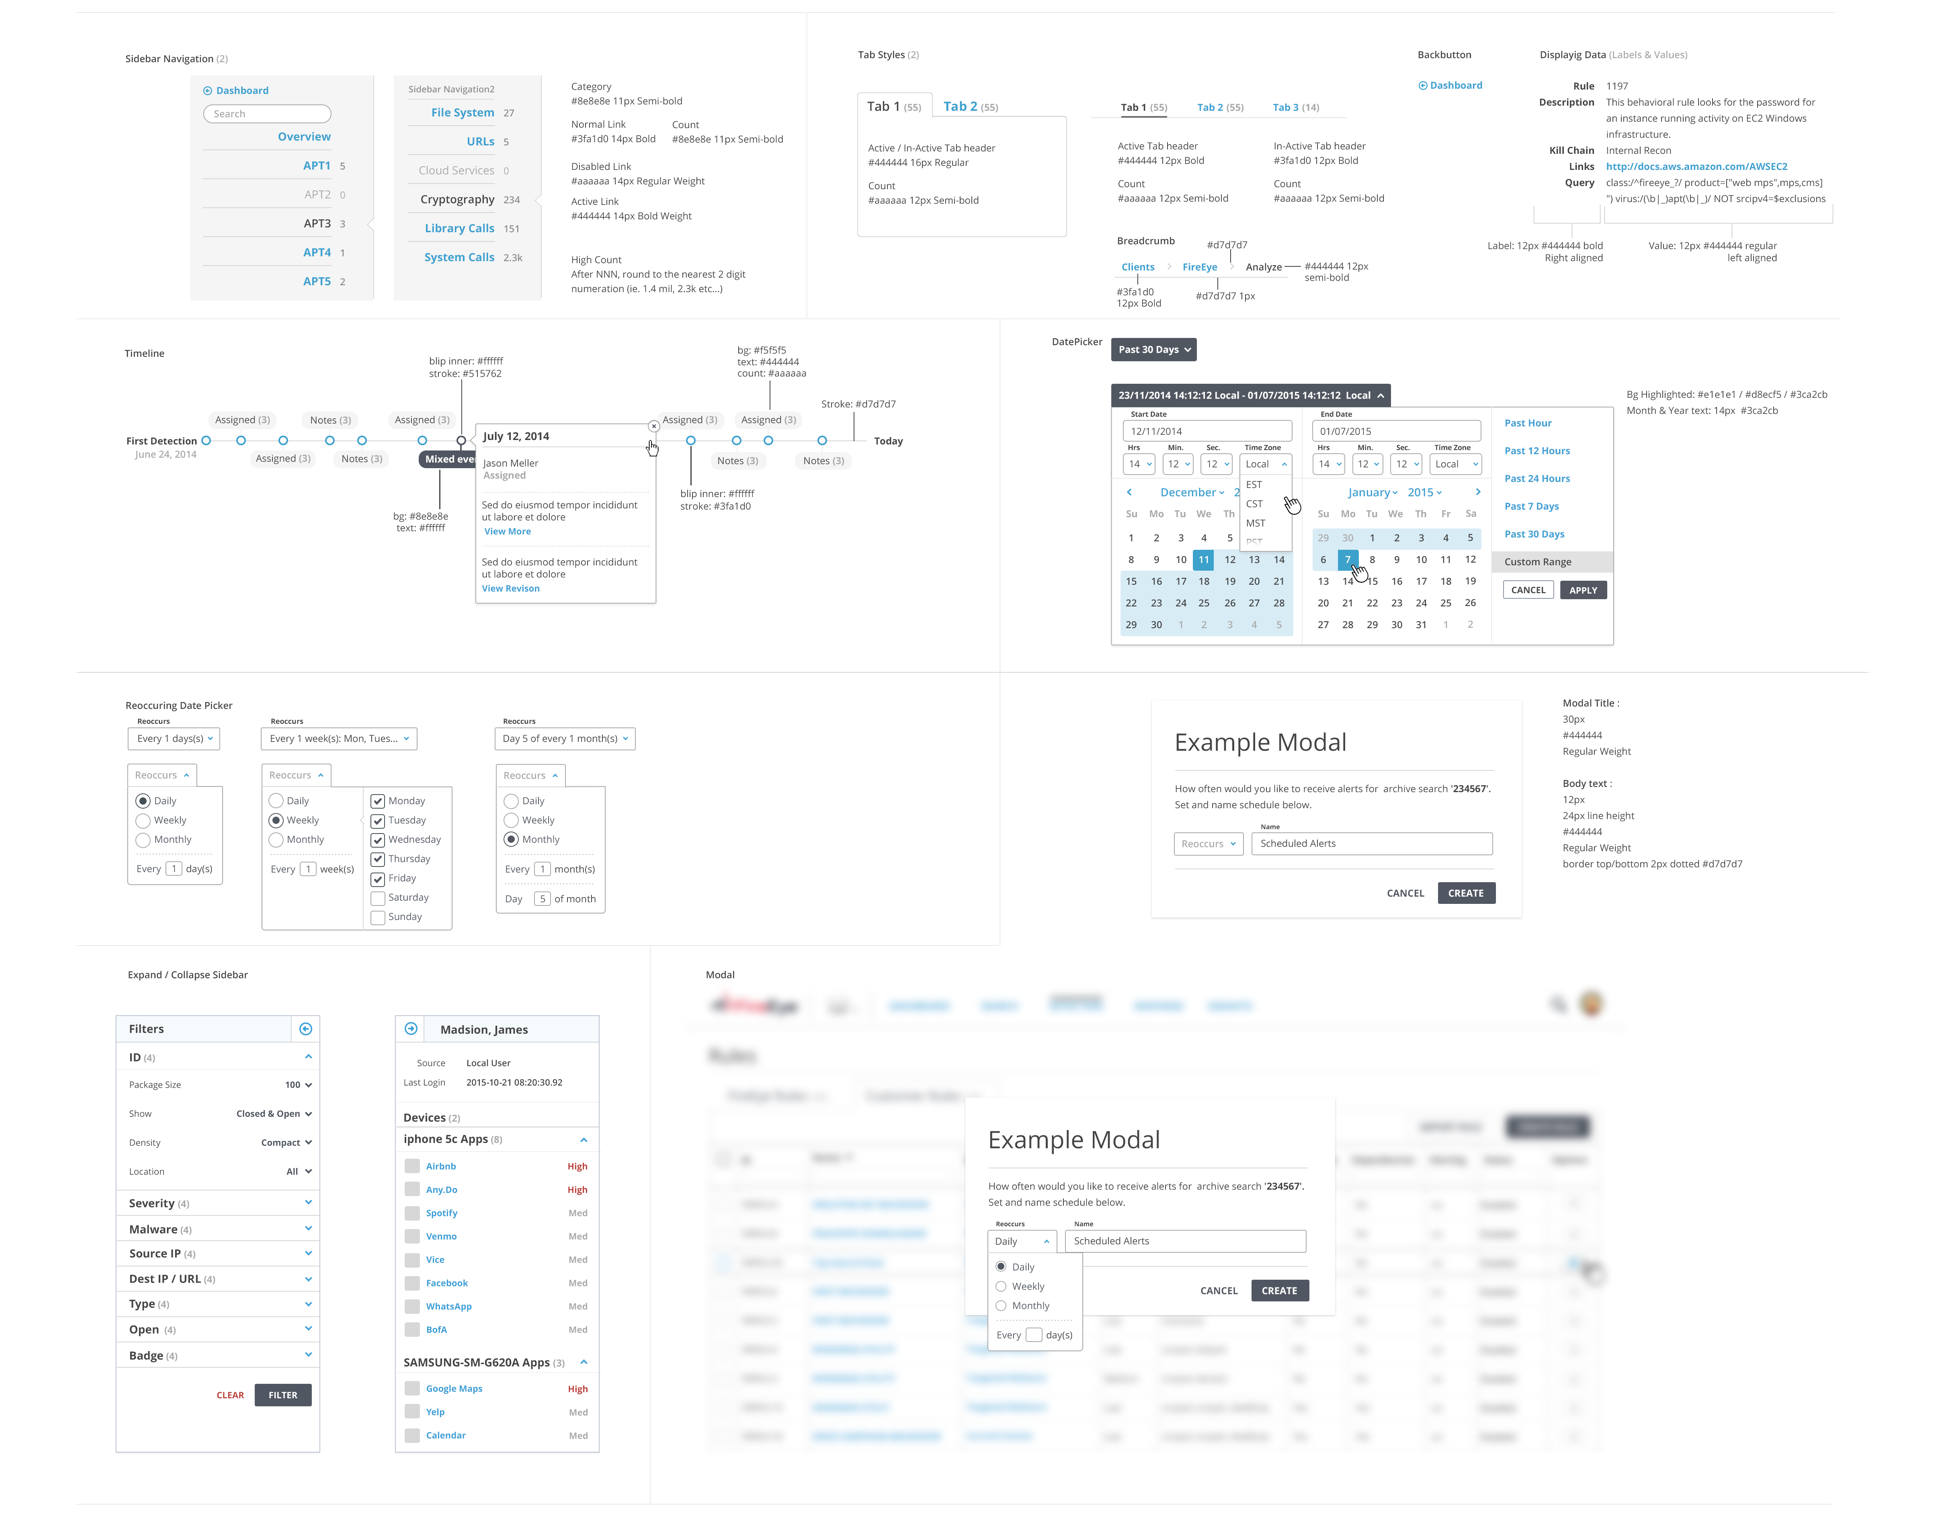 Sidebar Navigation (2)
Dashboard
Search
Overview
APT1 5
APT2 0
APT3 3
APT4 1
APT5 2
Sidebar Navigation2
File System 27
URLs 5
Cloud Services 0
Cryptography 234
Library Calls 151
System Calls 2.3k
Category
#8e8e8e 11px Semi-bold
Normal Link
#3fa1d0 14px Bold
Count
#8e8e8e 11px Semi-bold
Disabled Link
#aaaaaa 14px Regular Weight
Active Link
#444444 14px Bold Weight
High Count
After NNN, round to the nearest 2 digit
numeration (ie. 1.4 mil, 2.3k etc...)
Tab Styles (2)
Tab 1 (55)
Tab 2 (55)
Active / In-Active Tab header
#444444 16px Regular
Count
#aaaaaa 12px Semi-bold
Tab 1 (55)
Tab 2 (55)
Tab 3 (14)
Active Tab header
#444444 12px Bold
Count
#aaaaaa 12px Semi-bold
In-Active Tab header
#3fa1d0 12px Bold
Count
#aaaaaa 12px Semi-bold
Breadcrumb
#d7d7d7
Clients
FireEye
Analyze
#444444 12px
semi-bold
#3fa1d0
12px Bold
#d7d7d7 1px
Backbutton
Dashboard
Displayig Data (Labels & Values)
Rule 1197
Description This behavioral rule looks for the password for
an instance running activity on EC2 Windows
infrastructure.
Kill Chain Internal Recon
Links http://docs.aws.amazon.com/AWSEC2
Query class:/^fireeye_?/ product=["web mps",mps,cms]
") virus:/(\b|_)apt(\b|_)/ NOT srcipv4=$exclusions
Label: 12px #444444 bold
Right aligned
Value: 12px #444444 regular
left aligned
Timeline
blip inner: #ffffff
stroke: #515762
bg: #f5f5f5
text: #444444
count: #aaaaaa
Stroke: #d7d7d7
Assigned (3)
Notes (3)
Assigned (3)
Assigned (3)
Assigned (3)
First Detection
June 24, 2014
Today
Assigned (3)
Notes (3)
Mixed eve
Notes (3)
Notes (3)
July 12, 2014
Jason Meller
Assigned
Sed do eiusmod tempor incididunt
ut labore et dolore
View More
Sed do eiusmod tempor incididunt
ut labore et dolore
View Revison
bg: #8e8e8e
text: #ffffff
blip inner: #ffffff
stroke: #3fa1d0
DatePicker
Past 30 Days
23/11/2014 14:12:12 Local - 01/07/2015 14:12:12 Local
Start Date
12/11/2014
Hrs Min. Sec. Time Zone
14 12 12 Local
EST
CST
MST
PST
December 2
Su Mo Tu We Th
1 2 3 4 5
8 9 10 11 12 13 14
15 16 17 18 19 20 21
22 23 24 25 26 27 28
29 30 1 2 3 4 5
End Date
01/07/2015
Hrs Min. Sec. Time Zone
14 12 12 Local
January 2015
Su Mo Tu We Th Fr Sa
29 30 1 2 3 4 5
6 7 8 9 10 11 12
13 14 15 16 17 18 19
20 21 22 23 24 25 26
27 28 29 30 31 1 2
Past Hour
Past 12 Hours
Past 24 Hours
Past 7 Days
Past 30 Days
Custom Range
CANCEL
APPLY
Bg Highlighted: #e1e1e1 / #d8ecf5 / #3ca2cb
Month & Year text: 14px #3ca2cb
Reoccuring Date Picker
Reoccurs
Every 1 days(s)
Reoccurs
Daily
Weekly
Monthly
Every 1 day(s)
Reoccurs
Every 1 week(s): Mon, Tues...
Reoccurs
Daily
Weekly
Monthly
Every 1 week(s)
Monday
Tuesday
Wednesday
Thursday
Friday
Saturday
Sunday
Reoccurs
Day 5 of every 1 month(s)
Reoccurs
Daily
Weekly
Monthly
Every 1 month(s)
Day 5 of month
Example Modal
How often would you like to receive alerts for archive search '234567'.
Set and name schedule below.
Name
Reoccurs
Scheduled Alerts
CANCEL
CREATE
Modal Title :
30px
#444444
Regular Weight
Body text :
12px
24px line height
#444444
Regular Weight
border top/bottom 2px dotted #d7d7d7
Expand / Collapse Sidebar
Filters
ID (4)
Package Size 100
Show Closed & Open
Density Compact
Location All
Severity (4)
Malware (4)
Source IP (4)
Dest IP / URL (4)
Type (4)
Open (4)
Badge (4)
CLEAR
FILTER
Madsion, James
Source Local User
Last Login 2015-10-21 08:20:30.92
Devices (2)
iphone 5c Apps (8)
Airbnb High
Any.Do High
Spotify Med
Venmo Med
Vice Med
Facebook Med
WhatsApp Med
BofA Med
SAMSUNG-SM-G620A Apps (3)
Google Maps High
Yelp Med
Calendar Med
Modal
Rules
Example Modal
How often would you like to receive alerts for archive search '234567'.
Set and name schedule below.
Reoccurs
Name
Daily
Scheduled Alerts
Daily
Weekly
Monthly
Every day(s)
CANCEL
CREATE